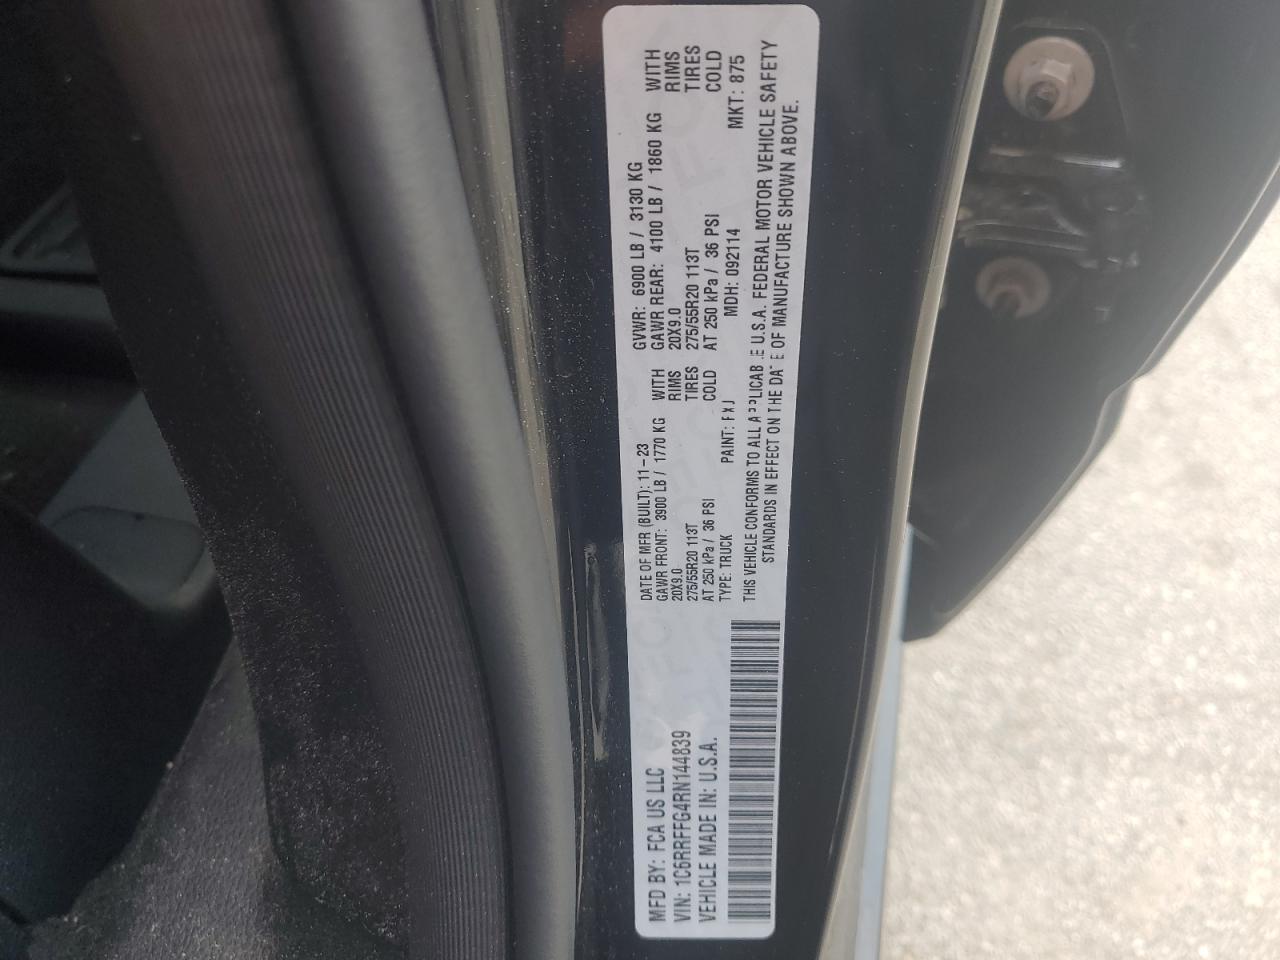 MFD BY: FCA US LLC
VIN: 1C6RRFFG4RN144839
VEHICLE MADE IN: U.S.A.
DATE OF MFR (BUILT): 11-23 GVWR: 6900 LB / 3130 KG
GAWR FRONT: 3900 LB / 1770 KG WITH GAWR REAR: 4100 LB / 1860 KG WITH
20X9.0 RIMS 20X9.0 RIMS
275/55R20 113T TIRES 275/55R20 113T TIRES
AT 250 kPa / 36 PSI COLD AT 250 kPa / 36 PSI COLD
TYPE: TRUCK PAINT: FXJ MDH: 092114 MKT: 875
THIS VEHICLE CONFORMS TO ALL APPLICABLE U.S.A. FEDERAL MOTOR VEHICLE SAFETY
STANDARDS IN EFFECT ON THE DATE OF MANUFACTURE SHOWN ABOVE.